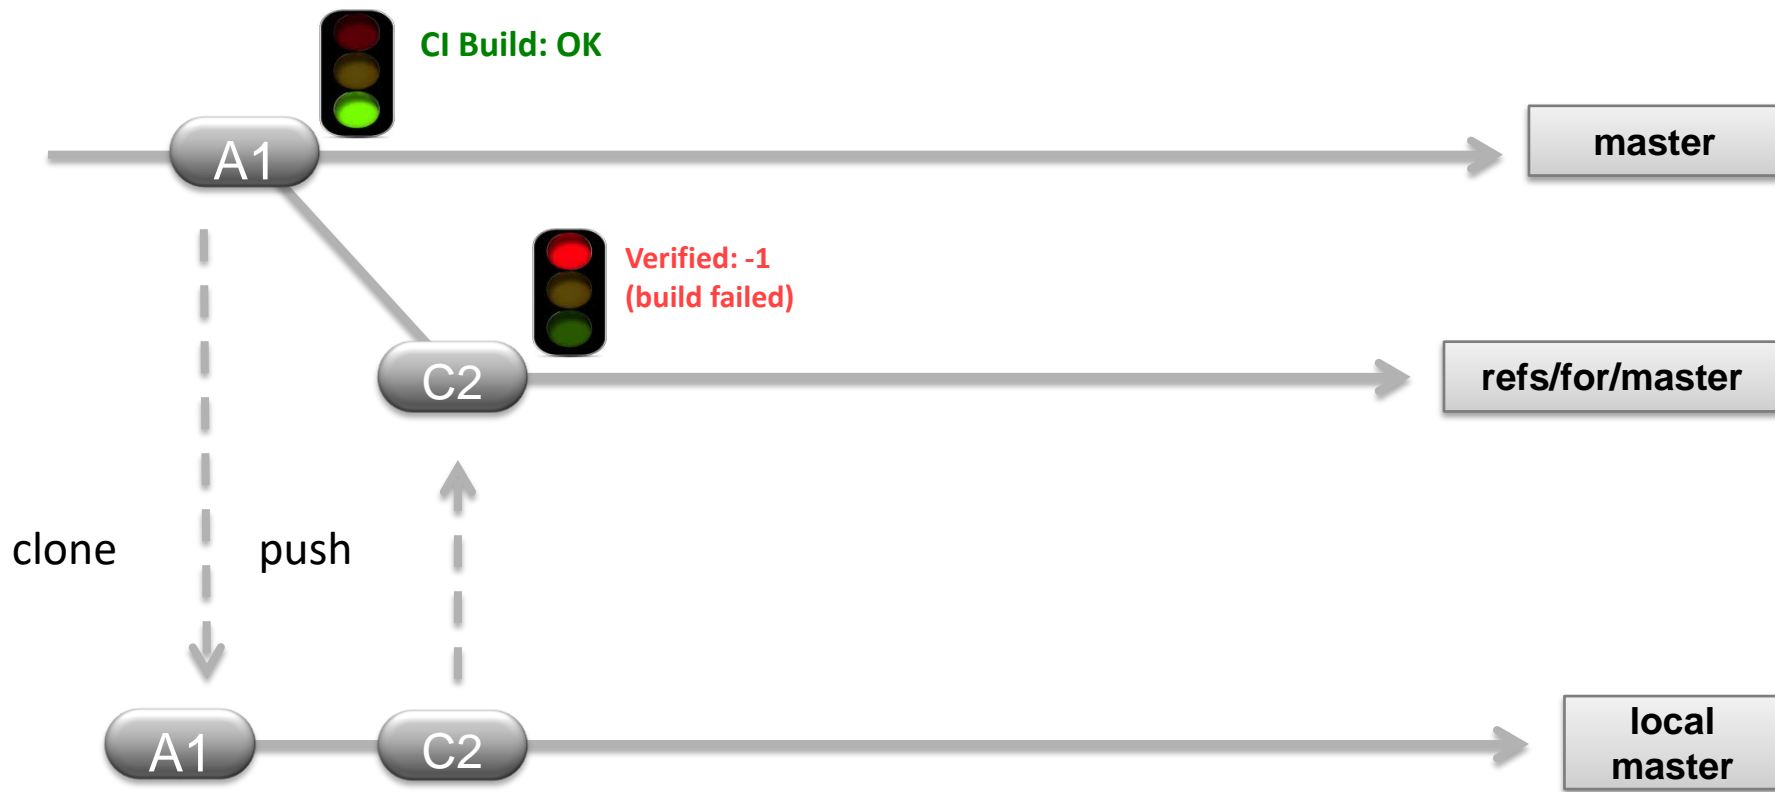 CI Build: OK
A1
master
Verified: -1
(build failed)
C2
refs/for/master
clone
push
A1
C2
local
master